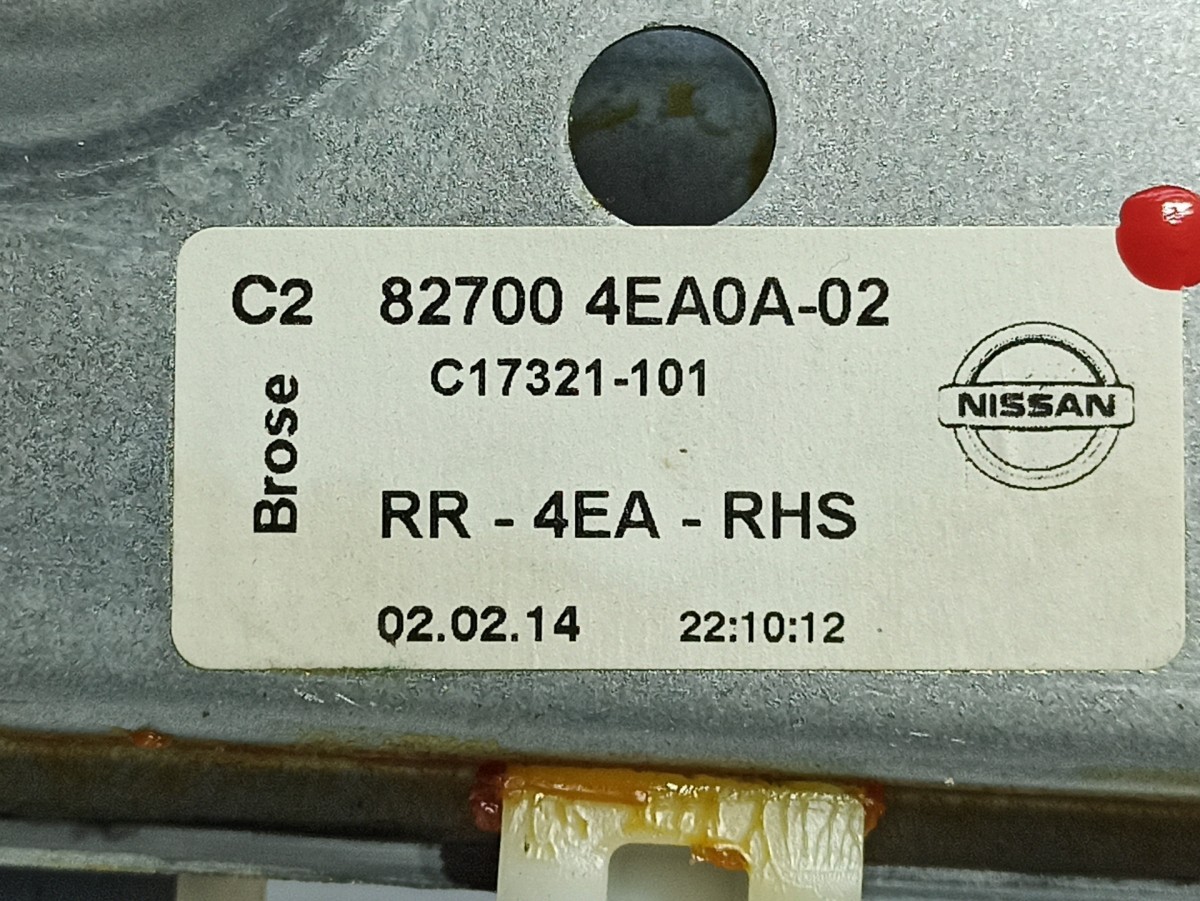 C2 82700 4EA0A-02
C17321-101
Brose
NISSAN
RR - 4EA - RHS
02.02.14 22:10:12